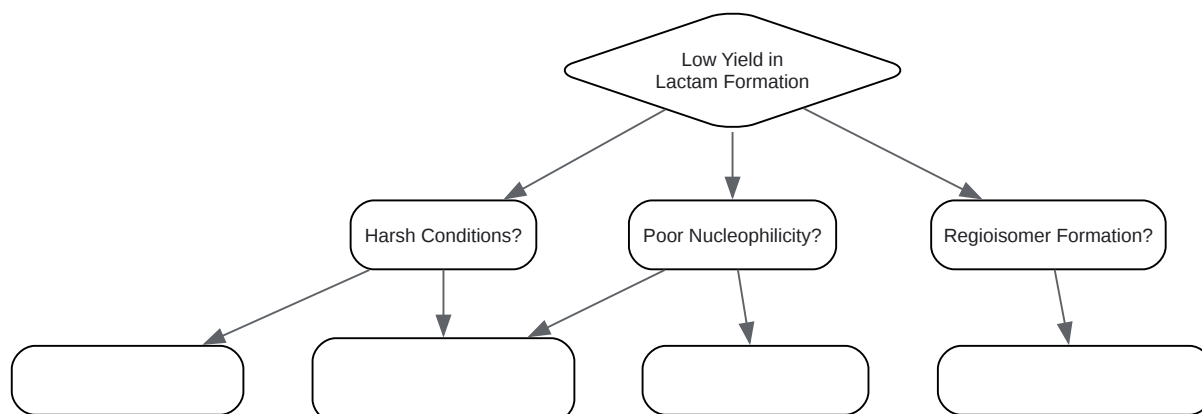 Low Yield in
Lactam Formation
Harsh Conditions?
Poor Nucleophilicity?
Regioisomer Formation?